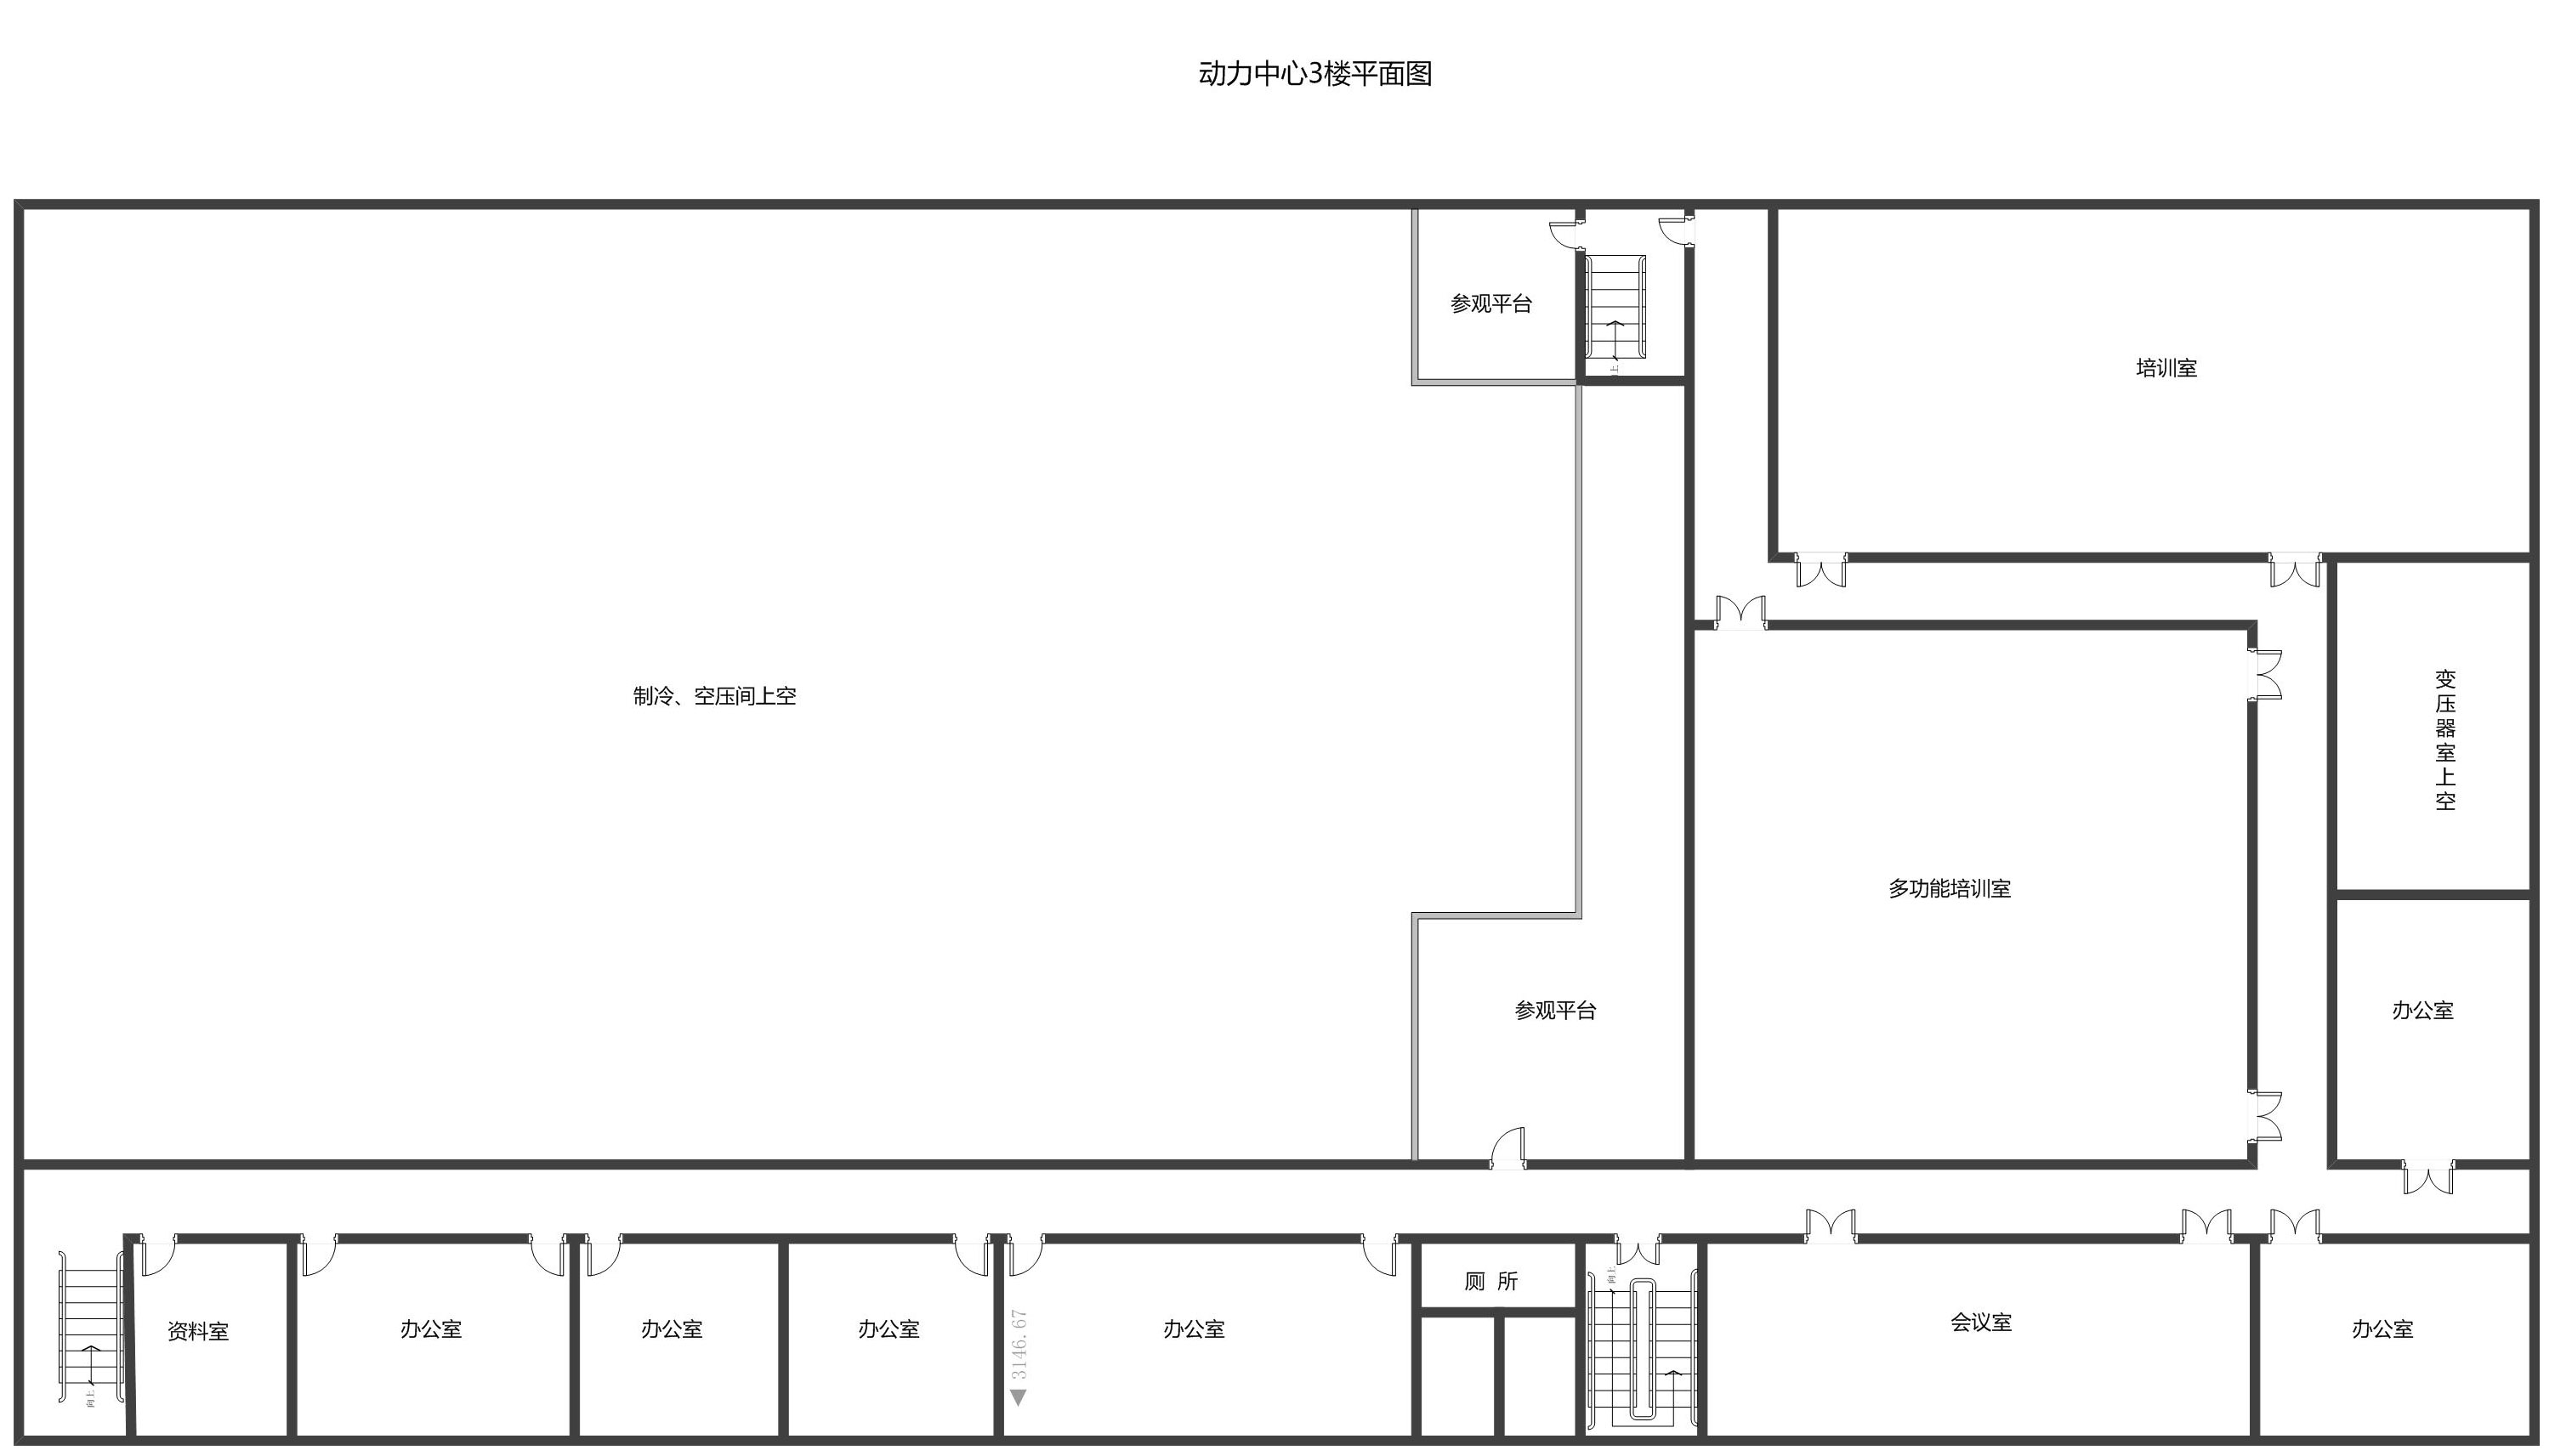 动力中心3楼平面图
参观平台
向上
培训室
制冷、空压间上空
变压器室上空
多功能培训室
参观平台
办公室
厕 所
向上
资料室
办公室
办公室
办公室
3146.67
办公室
会议室
办公室
向上